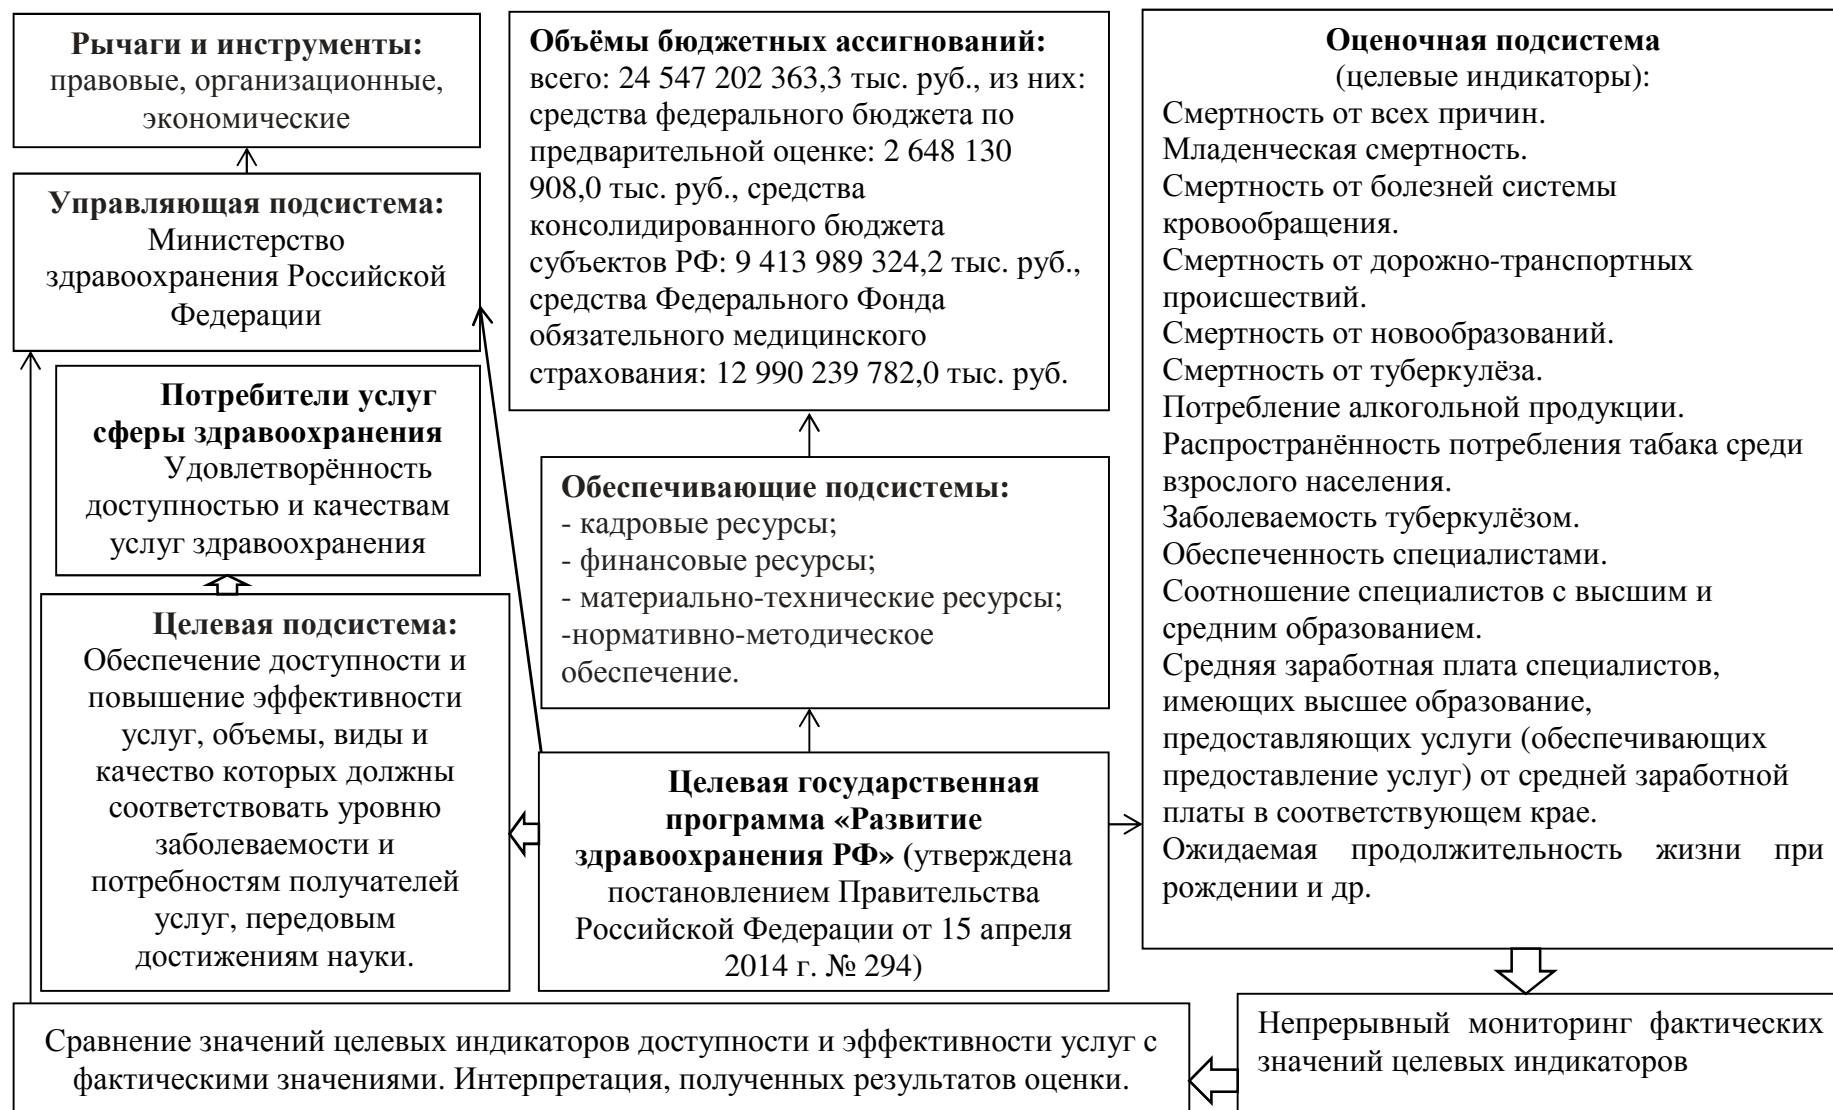 Рычаги и инструменты:
правовые, организационные,
экономические
Управляющая подсистема:
Министерство
здравоохранения Российской
Федерации
Потребители услуг
сферы здравоохранения
Удовлетворённость
доступностью и качествам
услуг здравоохранения
Целевая подсистема:
Обеспечение доступности и
повышение эффективности
услуг, объемы, виды и
качество которых должны
соответствовать уровню
заболеваемости и
потребностям получателей
услуг, передовым
достижениям науки.
Объёмы бюджетных ассигнований:
всего: 24 547 202 363,3 тыс. руб., из них:
средства федерального бюджета по
предварительной оценке: 2 648 130
908,0 тыс. руб., средства
консолидированного бюджета
субъектов РФ: 9 413 989 324,2 тыс. руб.,
средства Федерального Фонда
обязательного медицинского
страхования: 12 990 239 782,0 тыс. руб.
Обеспечивающие подсистемы:
- кадровые ресурсы;
- финансовые ресурсы;
- материально-технические ресурсы;
-нормативно-методическое
обеспечение.
Целевая государственная
программа «Развитие
здравоохранения РФ» (утверждена
постановлением Правительства
Российской Федерации от 15 апреля
2014 г. № 294)
Оценочная подсистема
(целевые индикаторы):
Смертность от всех причин.
Младенческая смертность.
Смертность от болезней системы
кровообращения.
Смертность от дорожно-транспортных
происшествий.
Смертность от новообразований.
Смертность от туберкулёза.
Потребление алкогольной продукции.
Распространённость потребления табака среди
взрослого населения.
Заболеваемость туберкулёзом.
Обеспеченность специалистами.
Соотношение специалистов с высшим и
средним образованием.
Средняя заработная плата специалистов,
имеющих высшее образование,
предоставляющих услуги (обеспечивающих
предоставление услуг) от средней заработной
платы в соответствующем крае.
Ожидаемая продолжительность жизни при
рождении и др.
Непрерывный мониторинг фактических
значений целевых индикаторов
Сравнение значений целевых индикаторов доступности и эффективности услуг с
фактическими значениями. Интерпретация, полученных результатов оценки.